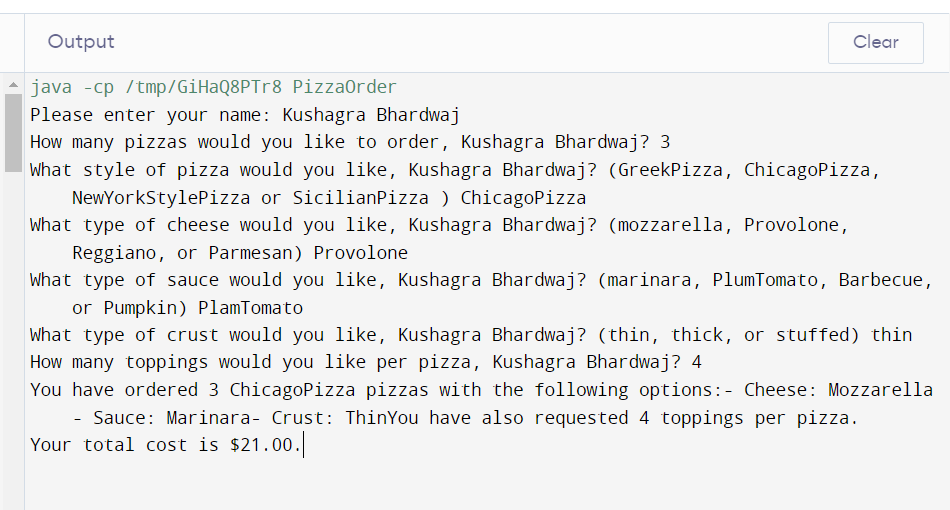 Output
Clear
java -cp /tmp/GiHaQ8PTr8 PizzaOrder
Please enter your name: Kushagra Bhardwaj
How many pizzas would you like to order, Kushagra Bhardwaj? 3
What style of pizza would you like, Kushagra Bhardwaj? (GreekPizza, ChicagoPizza,
NewYorkStylePizza or SicilianPizza ) ChicagoPizza
What type of cheese would you like, Kushagra Bhardwaj? (mozzarella, Provolone,
Reggiano, or Parmesan) Provolone
What type of sauce would you like, Kushagra Bhardwaj? (marinara, PlumTomato, Barbecue,
or Pumpkin) PlamTomato
What type of crust would you like, Kushagra Bhardwaj? (thin, thick, or stuffed) thin
How many toppings would you like per pizza, Kushagra Bhardwaj? 4
You have ordered 3 ChicagoPizza pizzas with the following options:- Cheese: Mozzarella
- Sauce: Marinara- Crust: ThinYou have also requested 4 toppings per pizza.
Your total cost is $21.00.